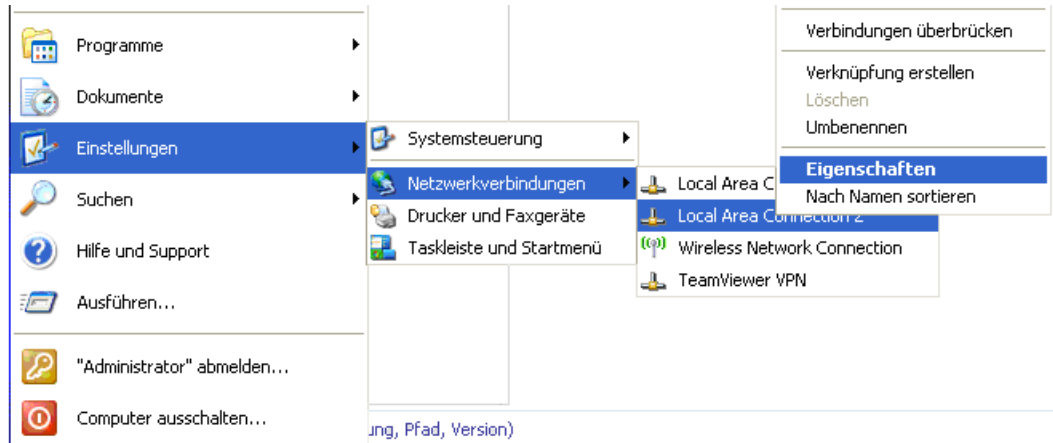 Programme
Dokumente
Einstellungen
Suchen
Hilfe und Support
Ausführen...
"Administrator" abmelden...
Computer ausschalten...
Systemsteuerung
Netzwerkverbindungen
Drucker und Faxgeräte
Taskleiste und Startmenü
Local Area C
Local Area Connection 2
Wireless Network Connection
TeamViewer VPN
Verbindungen überbrücken
Verknüpfung erstellen
Löschen
Umbenennen
Eigenschaften
Nach Namen sortieren
ung, Pfad, Version)